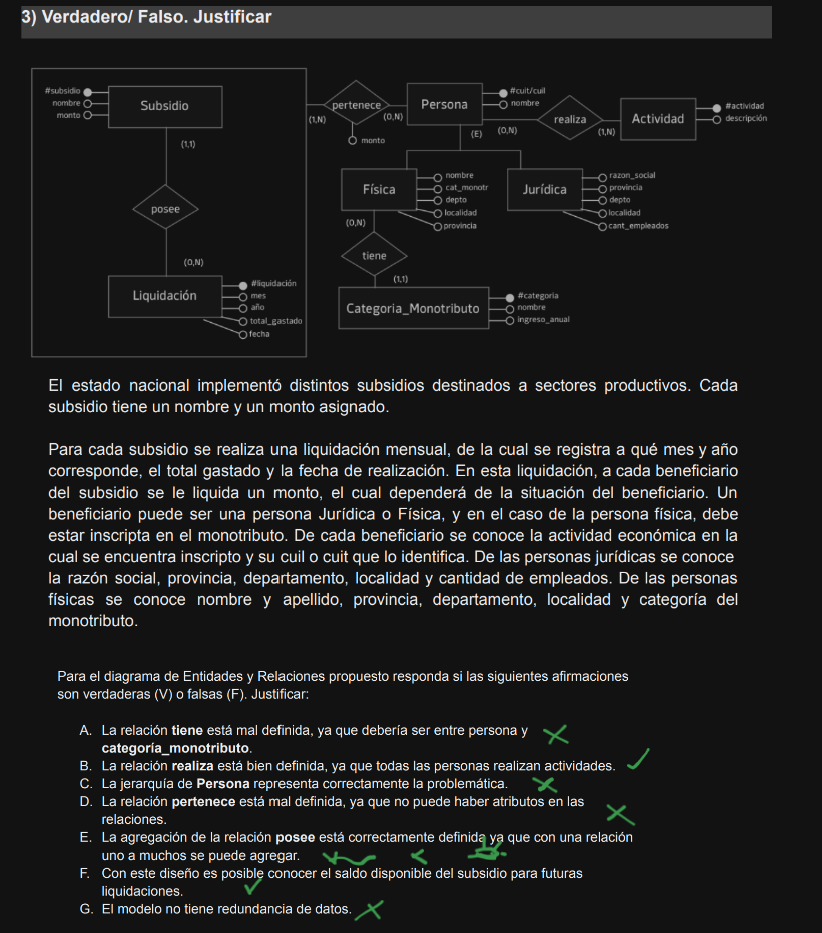 3) Verdadero/ Falso. Justificar
#subsidio
nombre
monto
Subsidio
(1,1)
posee
(0,N)
Liquidación
#liquidación
mes
año
total_gastado
fecha
(1,N)
pertenece
(0,N)
monto
Persona
#cuit/cuil
nombre
(E)
(0,N)
realiza
(1,N)
Actividad
#actividad
descripción
Física
nombre
cat_monotr
depto
localidad
provincia
Jurídica
razon_social
provincia
depto
localidad
cant_empleados
(0,N)
tiene
(1,1)
Categoria_Monotributo
#categoria
nombre
ingreso_anual
El estado nacional implementó distintos subsidios destinados a sectores productivos. Cada
subsidio tiene un nombre y un monto asignado.
Para cada subsidio se realiza una liquidación mensual, de la cual se registra a qué mes y año
corresponde, el total gastado y la fecha de realización. En esta liquidación, a cada beneficiario
del subsidio se le liquida un monto, el cual dependerá de la situación del beneficiario. Un
beneficiario puede ser una persona Jurídica o Física, y en el caso de la persona física, debe
estar inscripta en el monotributo. De cada beneficiario se conoce la actividad económica en la
cual se encuentra inscripto y su cuil o cuit que lo identifica. De las personas jurídicas se conoce
la razón social, provincia, departamento, localidad y cantidad de empleados. De las personas
físicas se conoce nombre y apellido, provincia, departamento, localidad y categoría del
monotributo.
Para el diagrama de Entidades y Relaciones propuesto responda si las siguientes afirmaciones
son verdaderas (V) o falsas (F). Justificar:
A. La relación tiene está mal definida, ya que debería ser entre persona y
categoría_monotributo.
B. La relación realiza está bien definida, ya que todas las personas realizan actividades.
C. La jerarquía de Persona representa correctamente la problemática.
D. La relación pertenece está mal definida, ya que no puede haber atributos en las
relaciones.
E. La agregación de la relación posee está correctamente definida ya que con una relación
uno a muchos se puede agregar.
F. Con este diseño es posible conocer el saldo disponible del subsidio para futuras
liquidaciones.
G. El modelo no tiene redundancia de datos.